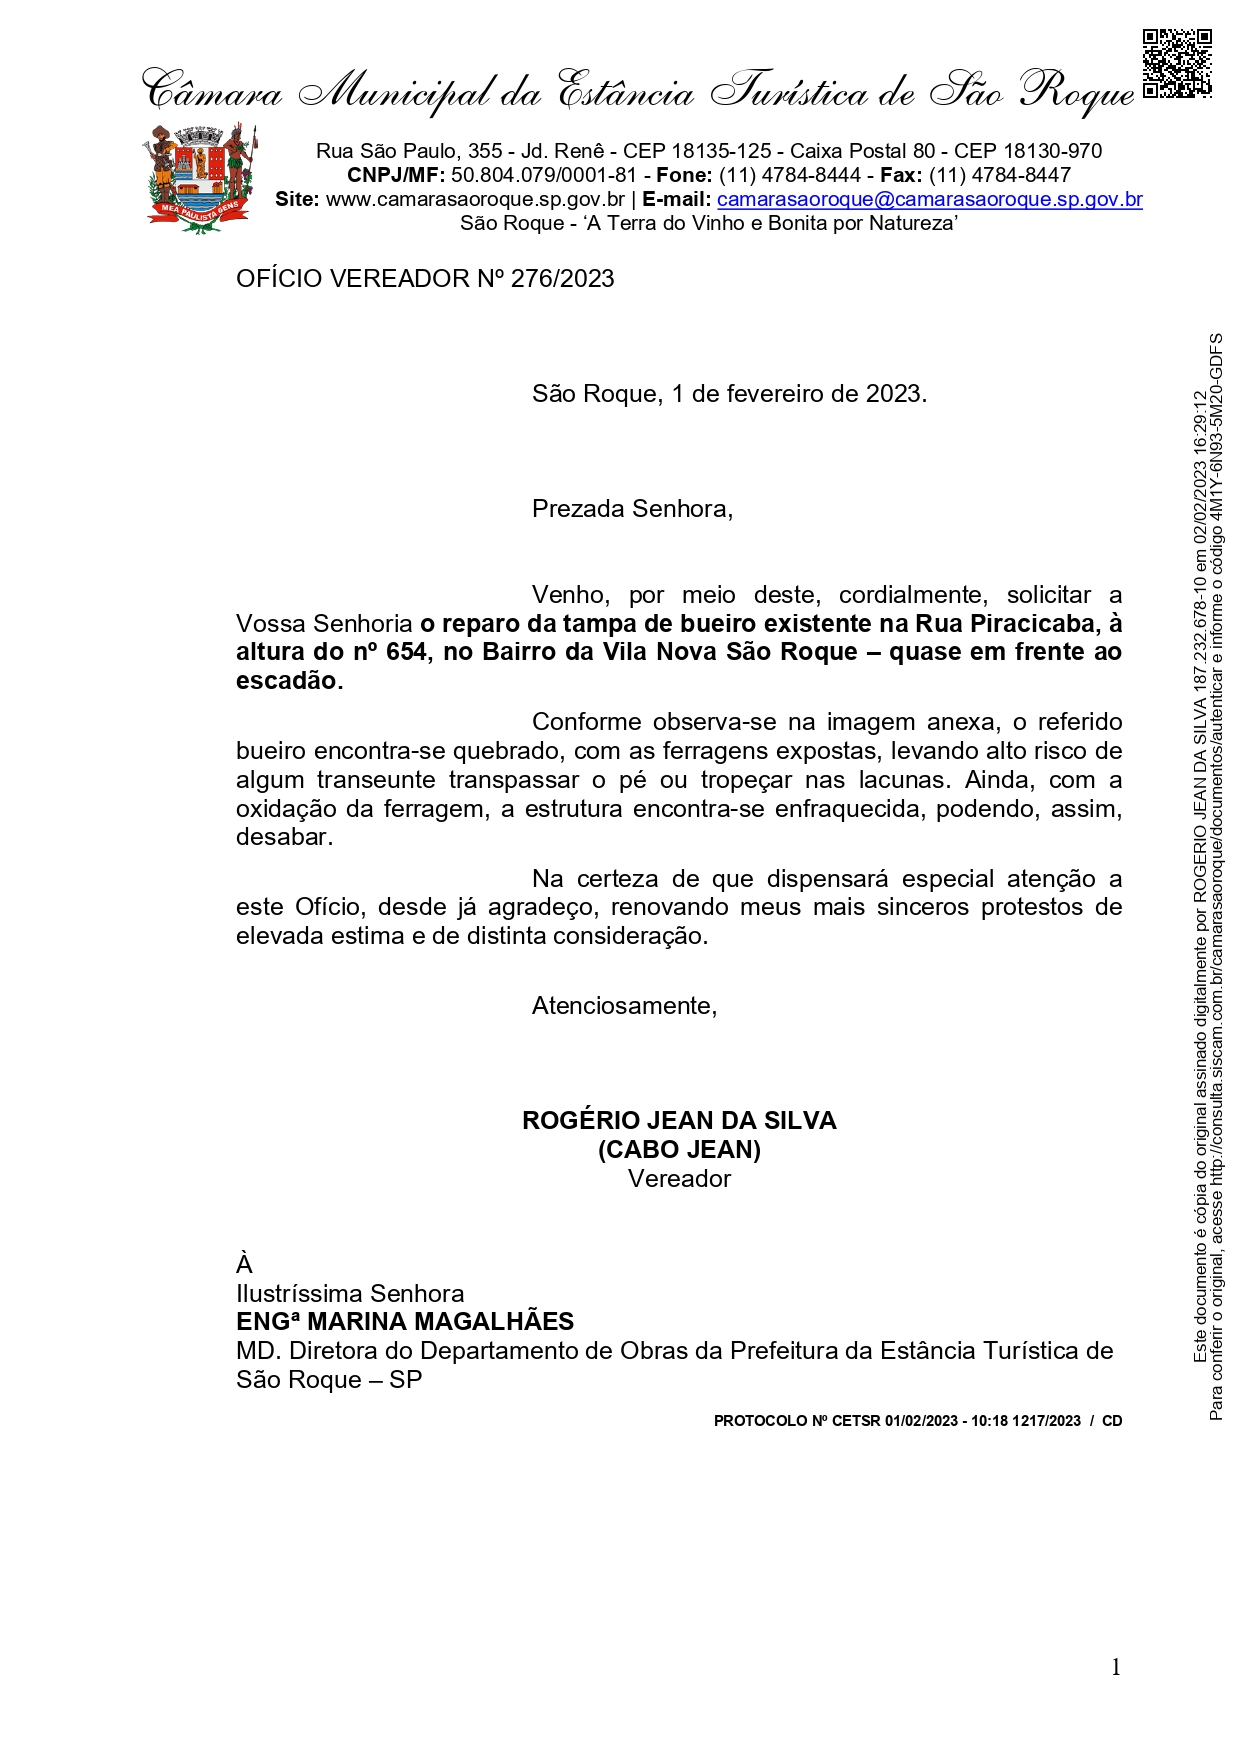 Câmara Municipal da Estância Turística de São Roque
MEA PAULISTA GENS
Rua São Paulo, 355 - Jd. Renê - CEP 18135-125 - Caixa Postal 80 - CEP 18130-970
CNPJ/MF: 50.804.079/0001-81 - Fone: (11) 4784-8444 - Fax: (11) 4784-8447
Site: www.camarasaoroque.sp.gov.br | E-mail: camarasaoroque@camarasaoroque.sp.gov.br
São Roque - ‘A Terra do Vinho e Bonita por Natureza’
OFÍCIO VEREADOR Nº 276/2023
São Roque, 1 de fevereiro de 2023.
Prezada Senhora,
Venho, por meio deste, cordialmente, solicitar a
Vossa Senhoria o reparo da tampa de bueiro existente na Rua Piracicaba, à
altura do nº 654, no Bairro da Vila Nova São Roque – quase em frente ao
escadão.
Conforme observa-se na imagem anexa, o referido
bueiro encontra-se quebrado, com as ferragens expostas, levando alto risco de
algum transeunte transpassar o pé ou tropeçar nas lacunas. Ainda, com a
oxidação da ferragem, a estrutura encontra-se enfraquecida, podendo, assim,
desabar.
Na certeza de que dispensará especial atenção a
este Ofício, desde já agradeço, renovando meus mais sinceros protestos de
elevada estima e de distinta consideração.
Atenciosamente,
ROGÉRIO JEAN DA SILVA
(CABO JEAN)
Vereador
À
Ilustríssima Senhora
ENGª MARINA MAGALHÃES
MD. Diretora do Departamento de Obras da Prefeitura da Estância Turística de
São Roque – SP
PROTOCOLO Nº CETSR 01/02/2023 - 10:18 1217/2023 / CD
1
Este documento é cópia do original assinado digitalmente por ROGERIO JEAN DA SILVA 187.232.678-10 em 02/02/2023 16:29:12
Para conferir o original, acesse http://consulta.siscam.com.br/camarasaoroque/documentos/autenticar e informe o código 4M1Y-6N93-5M20-GDFS